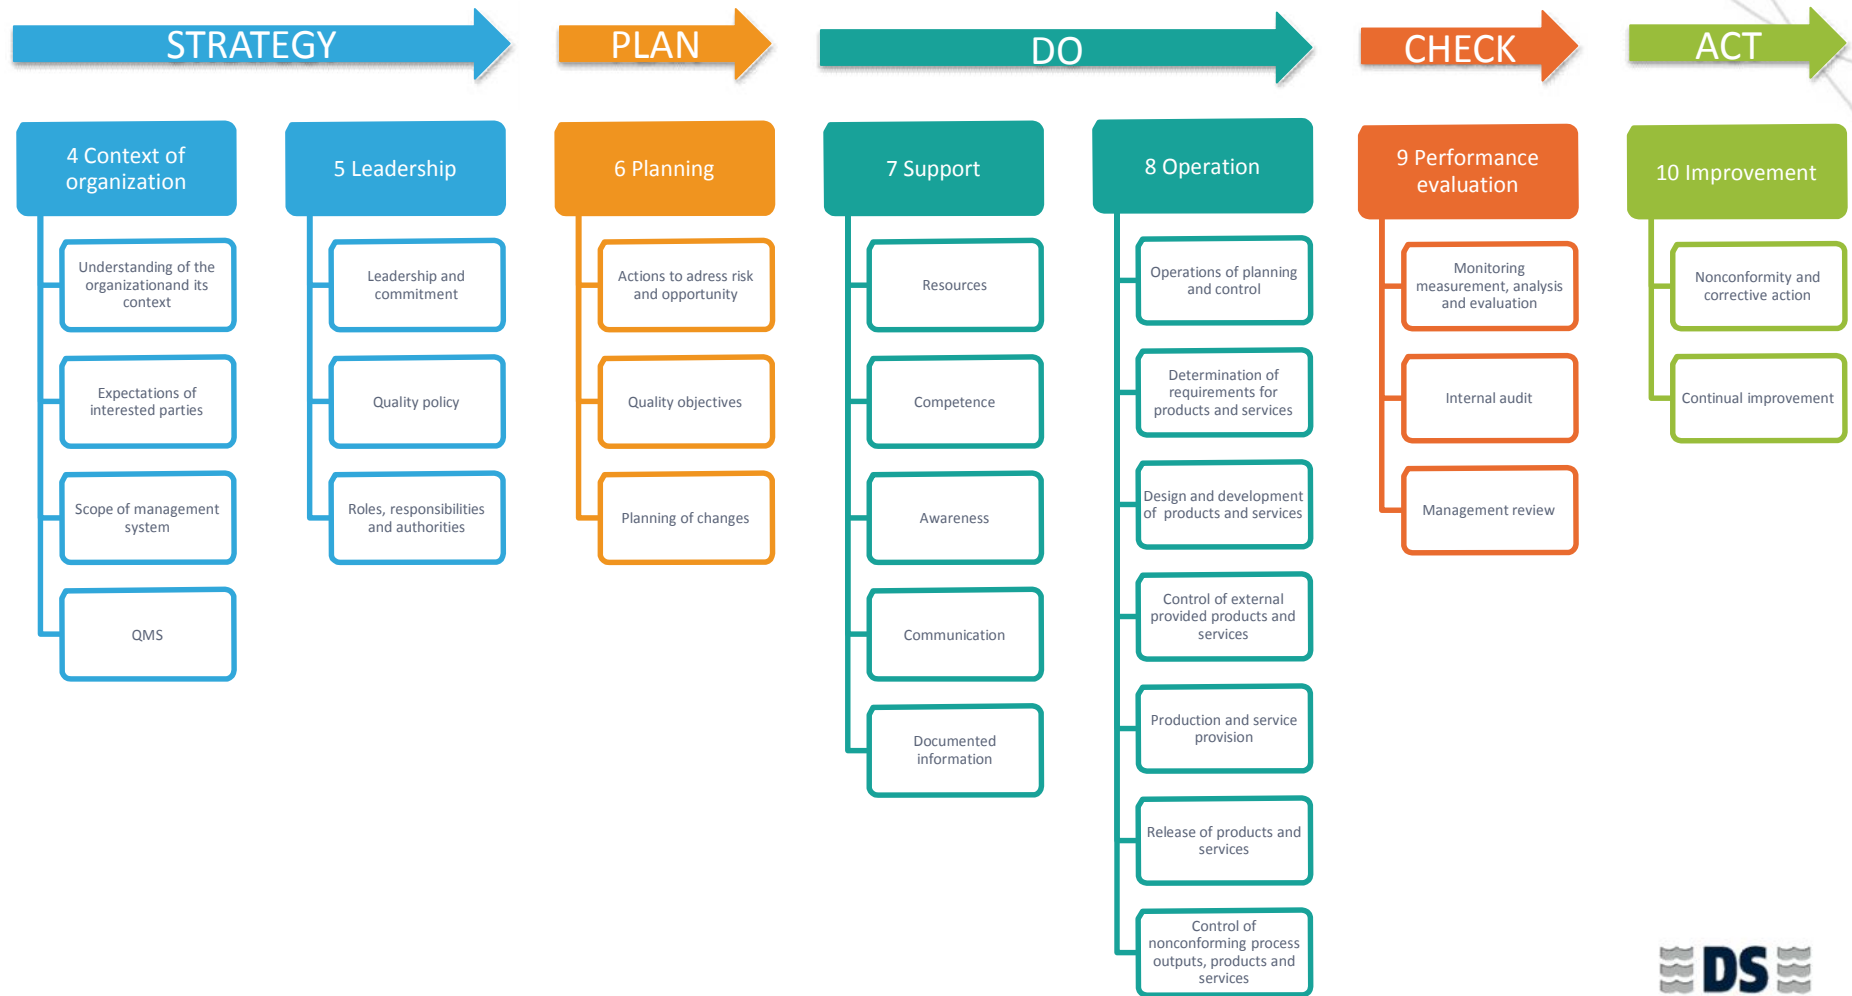 STRATEGY
PLAN
DO
CHECK
ACT
4 Context of
organization
Understanding of the
organizationand its
context
Expectations of
interested parties
Scope of management
system
QMS
5 Leadership
Leadership and
commitment
Quality policy
Roles, responsibilities
and authorities
6 Planning
Actions to adress risk
and opportunity
Quality objectives
Planning of changes
7 Support
Resources
Competence
Awareness
Communication
Documented
information
8 Operation
Operations of planning
and control
Determination of
requirements for
products and services
Design and development
of products and services
Control of external
provided products and
services
Production and service
provision
Release of products and
services
Control of
nonconforming process
outputs, products and
services
9 Performance
evaluation
Monitoring
measurement, analysis
and evaluation
Internal audit
Management review
10 Improvement
Nonconformity and
corrective action
Continual improvement
DS